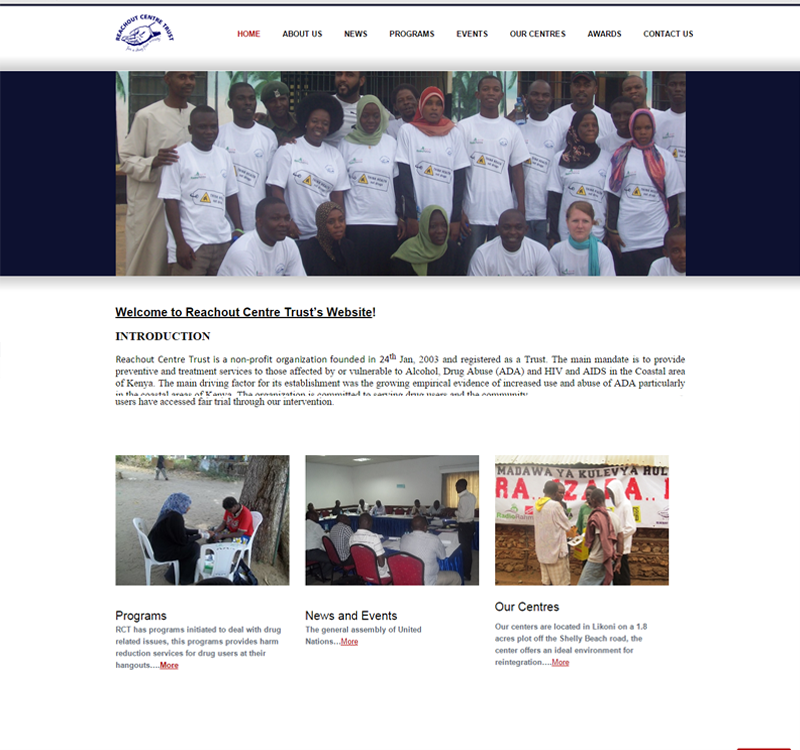 REACHOUT CENTRE TRUST
HOME ABOUT US NEWS PROGRAMS EVENTS OUR CENTRES AWARDS CONTACT US
Welcome to Reachout Centre Trust's Website!
INTRODUCTION
Reachout Centre Trust is a non-profit organization founded in 24th Jan, 2003 and registered as a Trust. The main mandate is to provide
preventive and treatment services to those affected by or vulnerable to Alcohol, Drug Abuse (ADA) and HIV and AIDS in the Coastal area
of Kenya. The main driving factor for its establishment was the growing empirical evidence of increased use and abuse of ADA particularly
in the coastal areas of Kenya. The organization is committed to serving drug users and the community
users have accessed fair trial through our intervention.
MADAWA YA KULEVYA
Programs
RCT has programs initiated to deal with drug
related issues, this programs provides harm
reduction services for drug users at their
hangouts....More
News and Events
The general assembly of United
Nations...More
Our Centres
Our centers are located in Likoni on a 1.8
acres plot off the Shelly Beach road, the
center offers an ideal environment for
reintegration....More